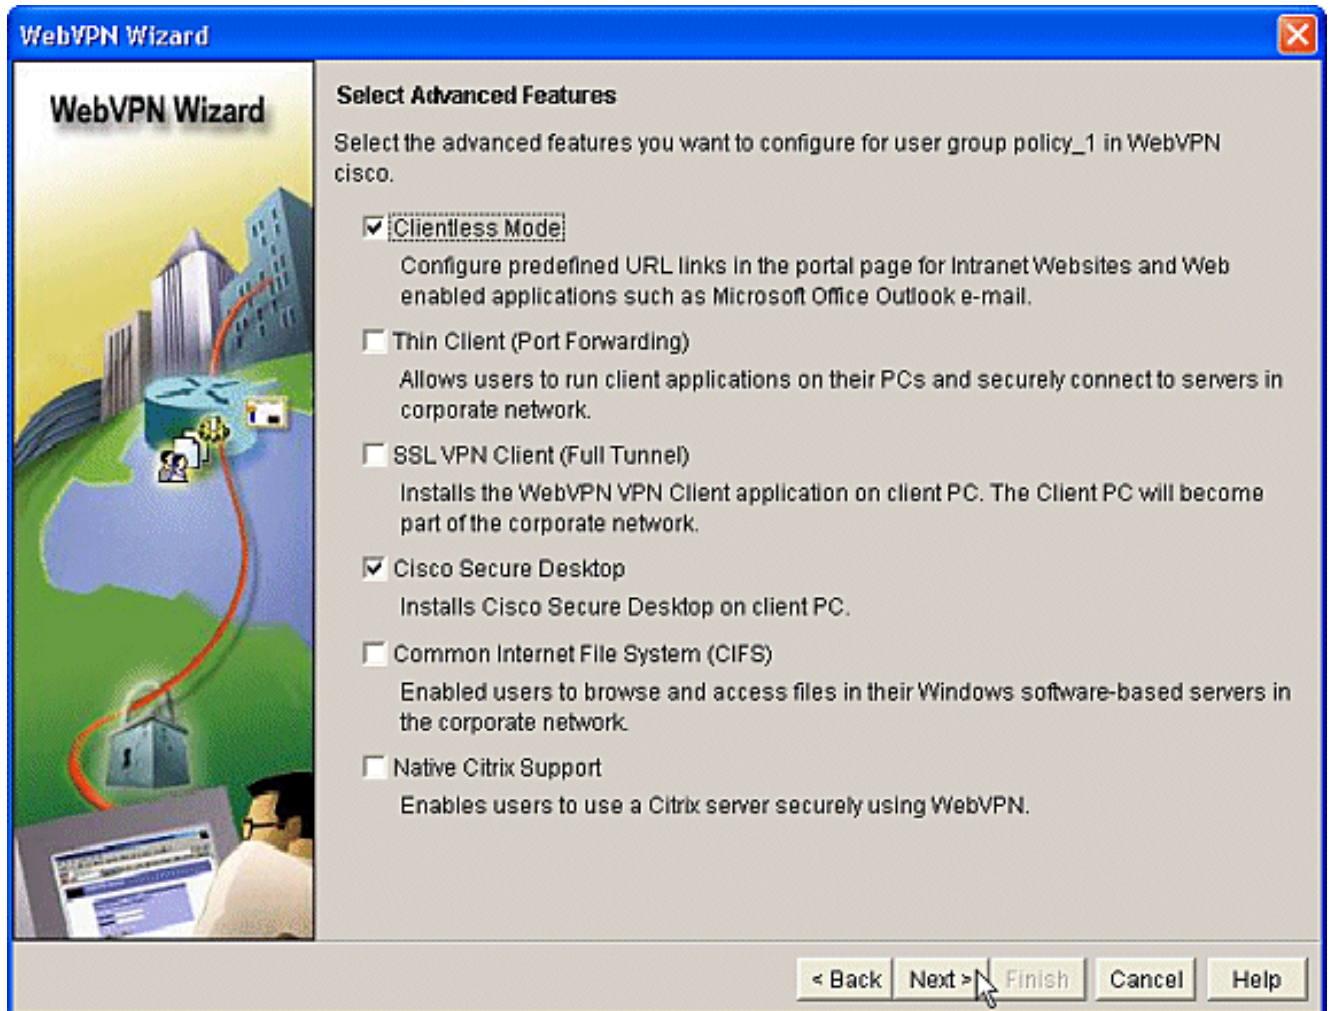 WebVPN Wizard
WebVPN Wizard
Select Advanced Features
Select the advanced features you want to configure for user group policy_1 in WebVPN
cisco.
Clientless Mode
Configure predefined URL links in the portal page for Intranet Websites and Web
enabled applications such as Microsoft Office Outlook e-mail.
Thin Client (Port Forwarding)
Allows users to run client applications on their PCs and securely connect to servers in
corporate network.
SSL VPN Client (Full Tunnel)
Installs the WebVPN VPN Client application on client PC. The Client PC will become
part of the corporate network.
Cisco Secure Desktop
Installs Cisco Secure Desktop on client PC.
Common Internet File System (CIFS)
Enabled users to browse and access files in their Windows software-based servers in
the corporate network.
Native Citrix Support
Enables users to use a Citrix server securely using WebVPN.
< Back Next > Finish Cancel Help